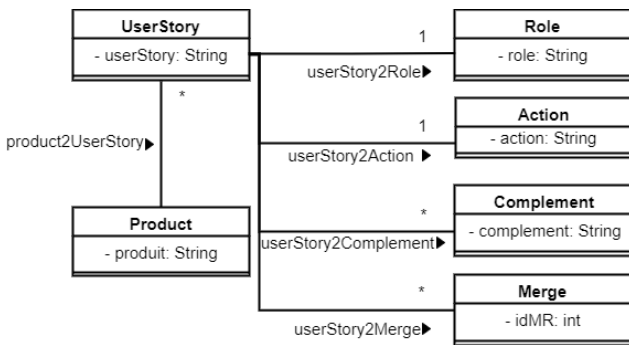 UserStory
- userStory: String
1
userStory2Role▶
Role
- role: String
*
product2UserStory▶
1
userStory2Action ▶
Action
- action: String
Product
- produit: String
*
userStory2Complement▶
Complement
- complement: String
*
userStory2Merge▶
Merge
- idMR: int